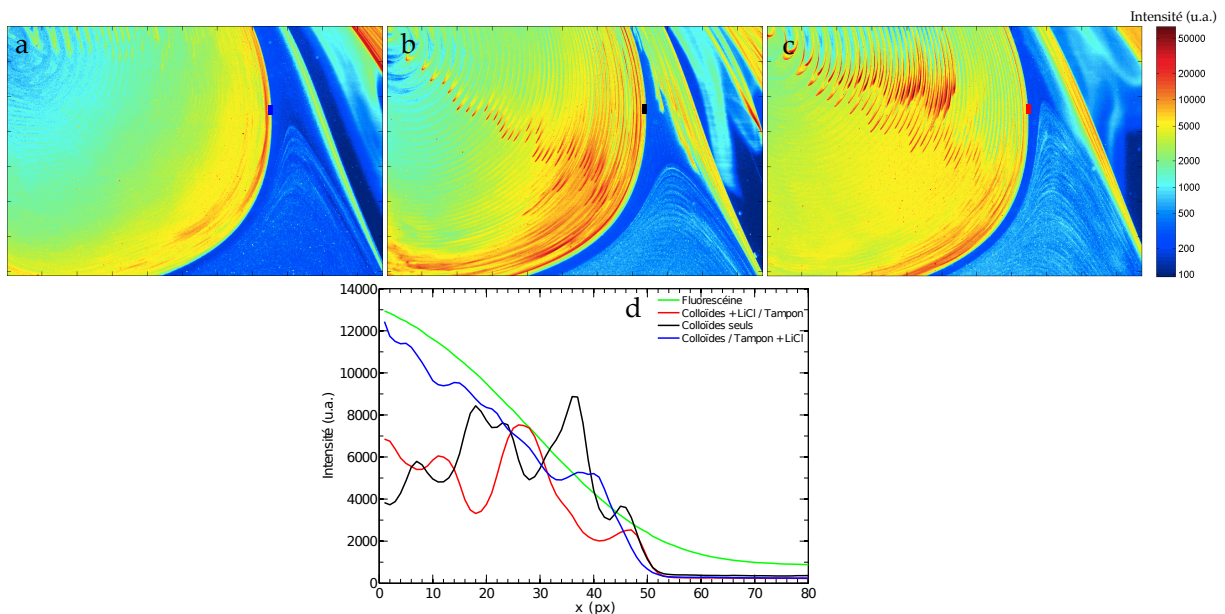 Intensité (u.a.)
a
b
c
50000
20000
10000
5000
2000
1000
500
200
100
d
Fluorescéine
Colloïdes +LiCl / Tampon
Colloïdes seuls
Colloïdes / Tampon +LiCl
Intensité (u.a.)
14000
12000
10000
8000
6000
4000
2000
0
0 10 20 30 40 50 60 70 80
x (px)